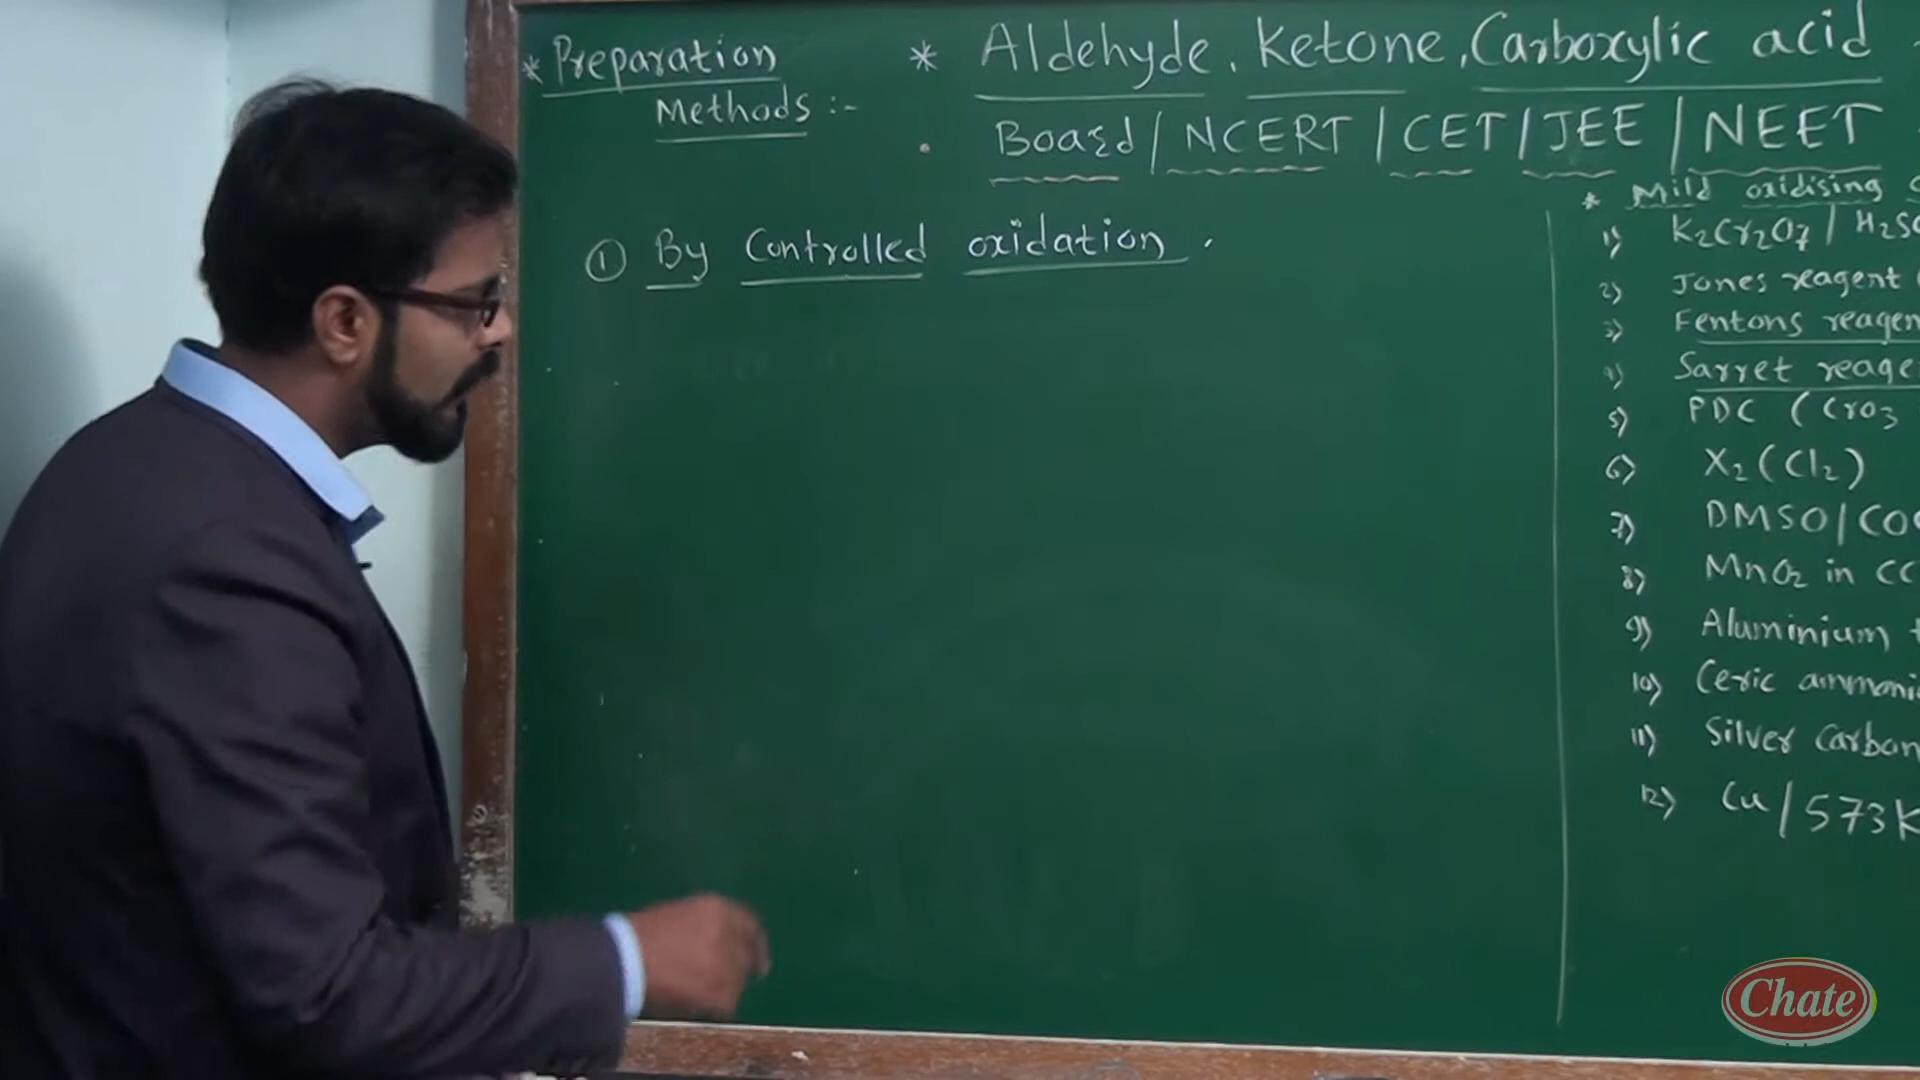 * Preparation
Methods :-
* Aldehyde, Ketone, Carboxylic acid -
Board / NCERT / CET / JEE / NEET
① By Controlled oxidation.
* Mild oxidising
1) K2Cr2O7 / H2SO
2) Jones reagent (
3) Fentons reagen
4) Sarret reage
5) PDC (CrO3
6) X2 (Cl2)
7) DMSO / COC
8) MnO2 in CC
9) Aluminium t
10) Ceric ammoni
11) Silver Carbon
12) Cu / 573K
Chate